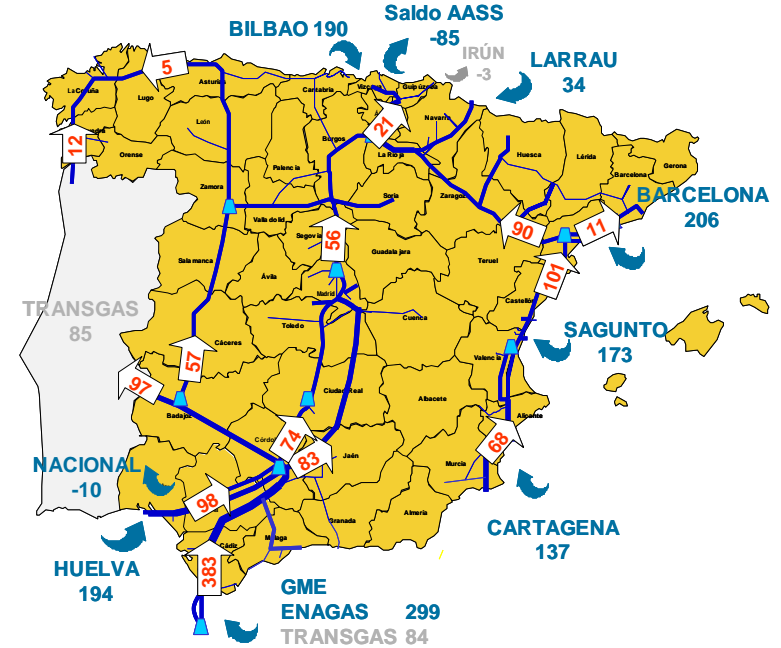 Saldo AASS
-85
BILBAO 190
IRÚN
-3
LARRAU
34
5
La Coruña
Lugo
Asturias
Cantabria
Vizcaya
Guipúzcoa
Navarra
21
12
Orense
León
Palencia
Burgos
La Rioja
Huesca
Lérida
Barcelona
Gerona
BARCELONA
206
Zamora
Valladolid
Soria
Zaragoza
90
11
Segovia
56
Salamanca
Ávila
Guadalajara
Teruel
101
Castellón
Madrid
TRANSGAS
85
Toledo
Cuenca
SAGUNTO
173
Cáceres
57
Valencia
97
Ciudad Real
Albacete
Badajoz
Alicante
74
83
68
Córdo
Jaén
Murcia
NACIONAL
-10
98
Granada
Almería
CARTAGENA
137
Málaga
Cádiz
HUELVA
194
383
GME
ENAGAS 299
TRANSGAS 84